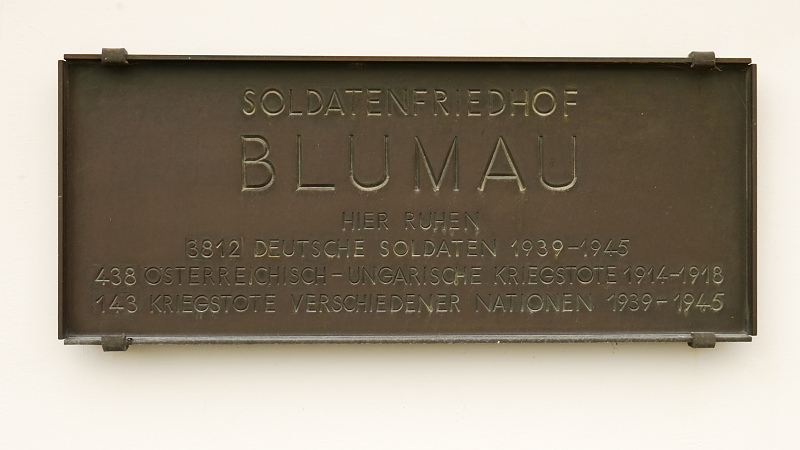 SOLDATENFRIEDHOF
BLUMAU
HIER RUHEN
3812 DEUTSCHE SOLDATEN 1939-1945
438 ÖSTERREICHISCH-UNGARISCHE KRIEGSTOTE 1914-1918
143 KRIEGSTOTE VERSCHIEDENER NATIONEN 1939-1945